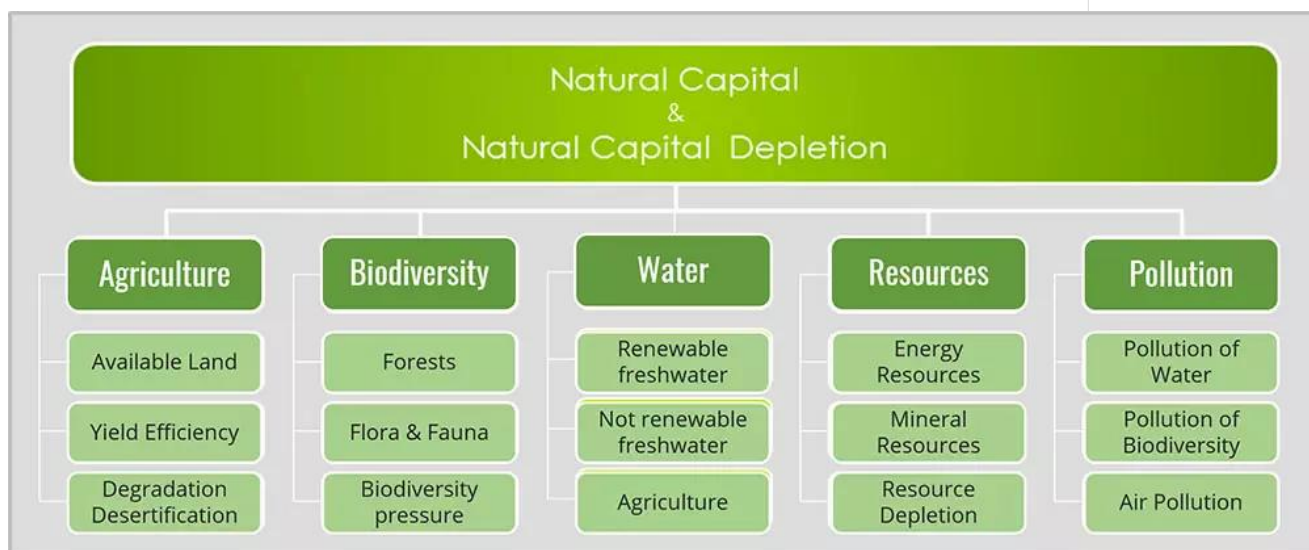 Natural Capital
&
Natural Capital Depletion
Agriculture
Available Land
Yield Efficiency
Degradation
Desertification
Biodiversity
Forests
Flora & Fauna
Biodiversity
pressure
Water
Renewable
freshwater
Not renewable
freshwater
Agriculture
Resources
Energy
Resources
Mineral
Resources
Resource
Depletion
Pollution
Pollution of
Water
Pollution of
Biodiversity
Air Pollution